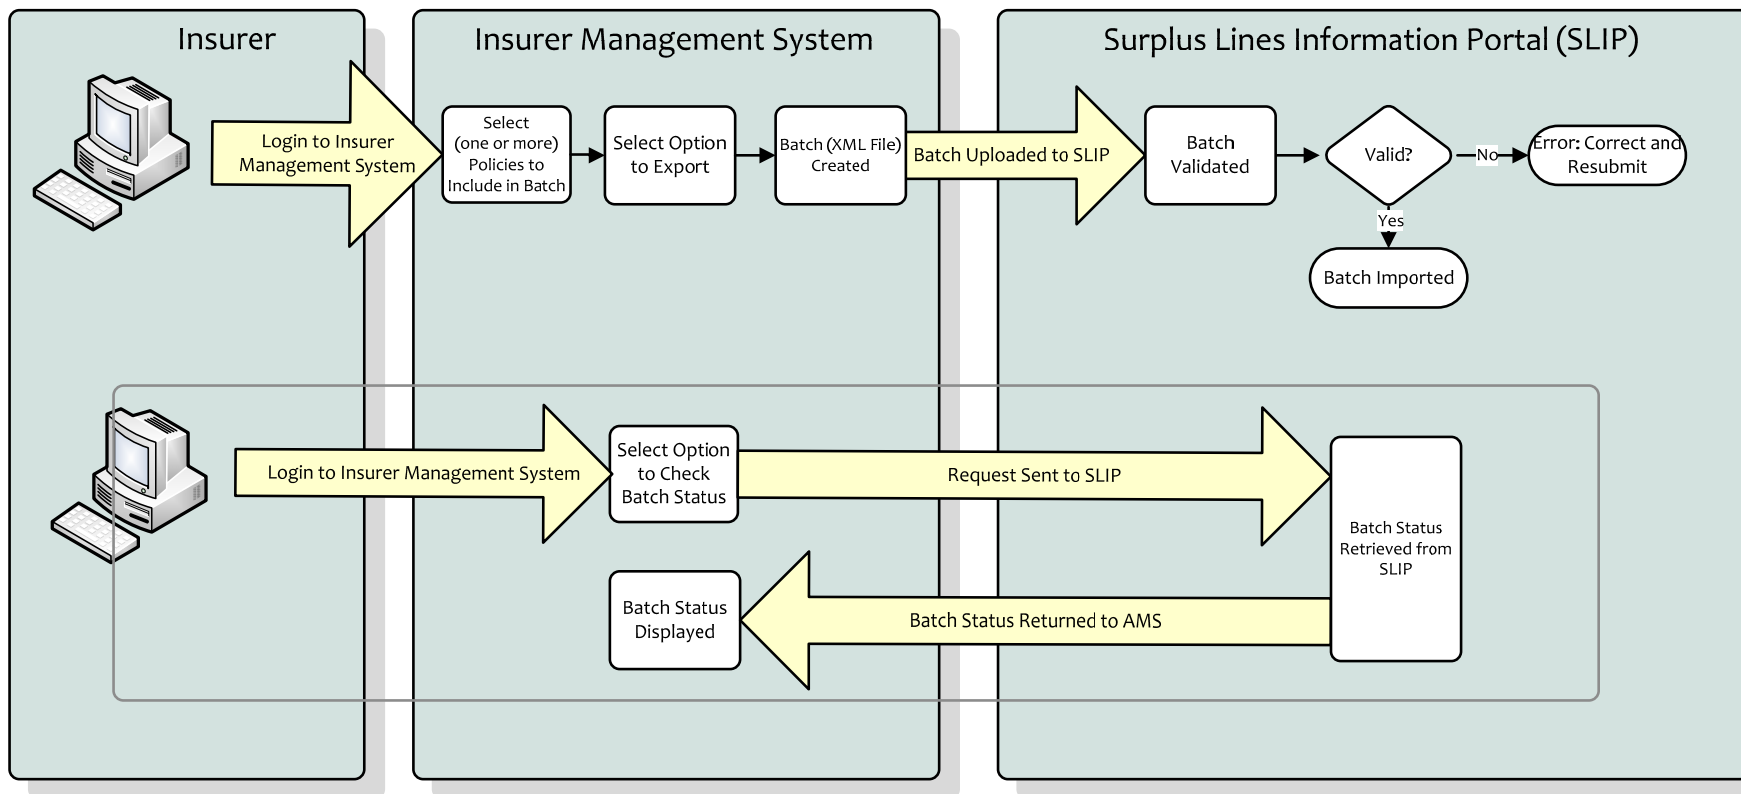 Insurer
Insurer Management System
Surplus Lines Information Portal (SLIP)
Login to Insurer
Management System
Select
(one or more)
Policies to
Include in Batch
Select Option
to Export
Batch (XML File)
Created
Batch Uploaded to SLIP
Batch
Validated
Valid?
No
Error: Correct and
Resubmit
Yes
Batch Imported
Login to Insurer Management System
Select Option
to Check
Batch Status
Request Sent to SLIP
Batch Status
Retrieved from
SLIP
Batch Status
Displayed
Batch Status Returned to AMS